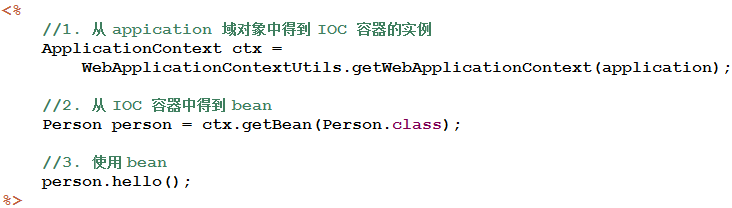 <%
//1. 从 appication 域对象中得到 IOC 容器的实例
ApplicationContext ctx =
WebApplicationContextUtils.getWebApplicationContext(application);
//2. 从 IOC 容器中得到 bean
Person person = ctx.getBean(Person.class);
//3. 使用 bean
person.hello();
%>